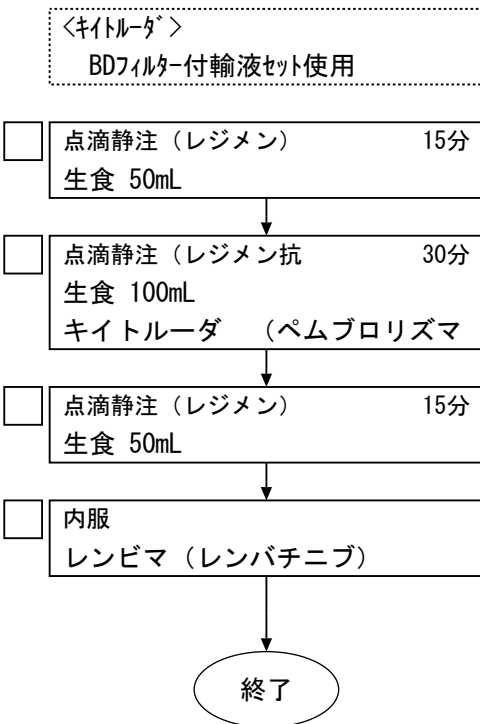 <ｷｲﾄﾙｰﾀﾞ>
BDﾌｨﾙﾀｰ付輸液ｾｯﾄ使用
点滴静注（レジメン） 15分
生食 50mL
点滴静注（レジメン抗 30分
生食 100mL
キイトルーダ （ペムブロリズマ
点滴静注（レジメン） 15分
生食 50mL
内服
レンビマ（レンバチニブ）
終了